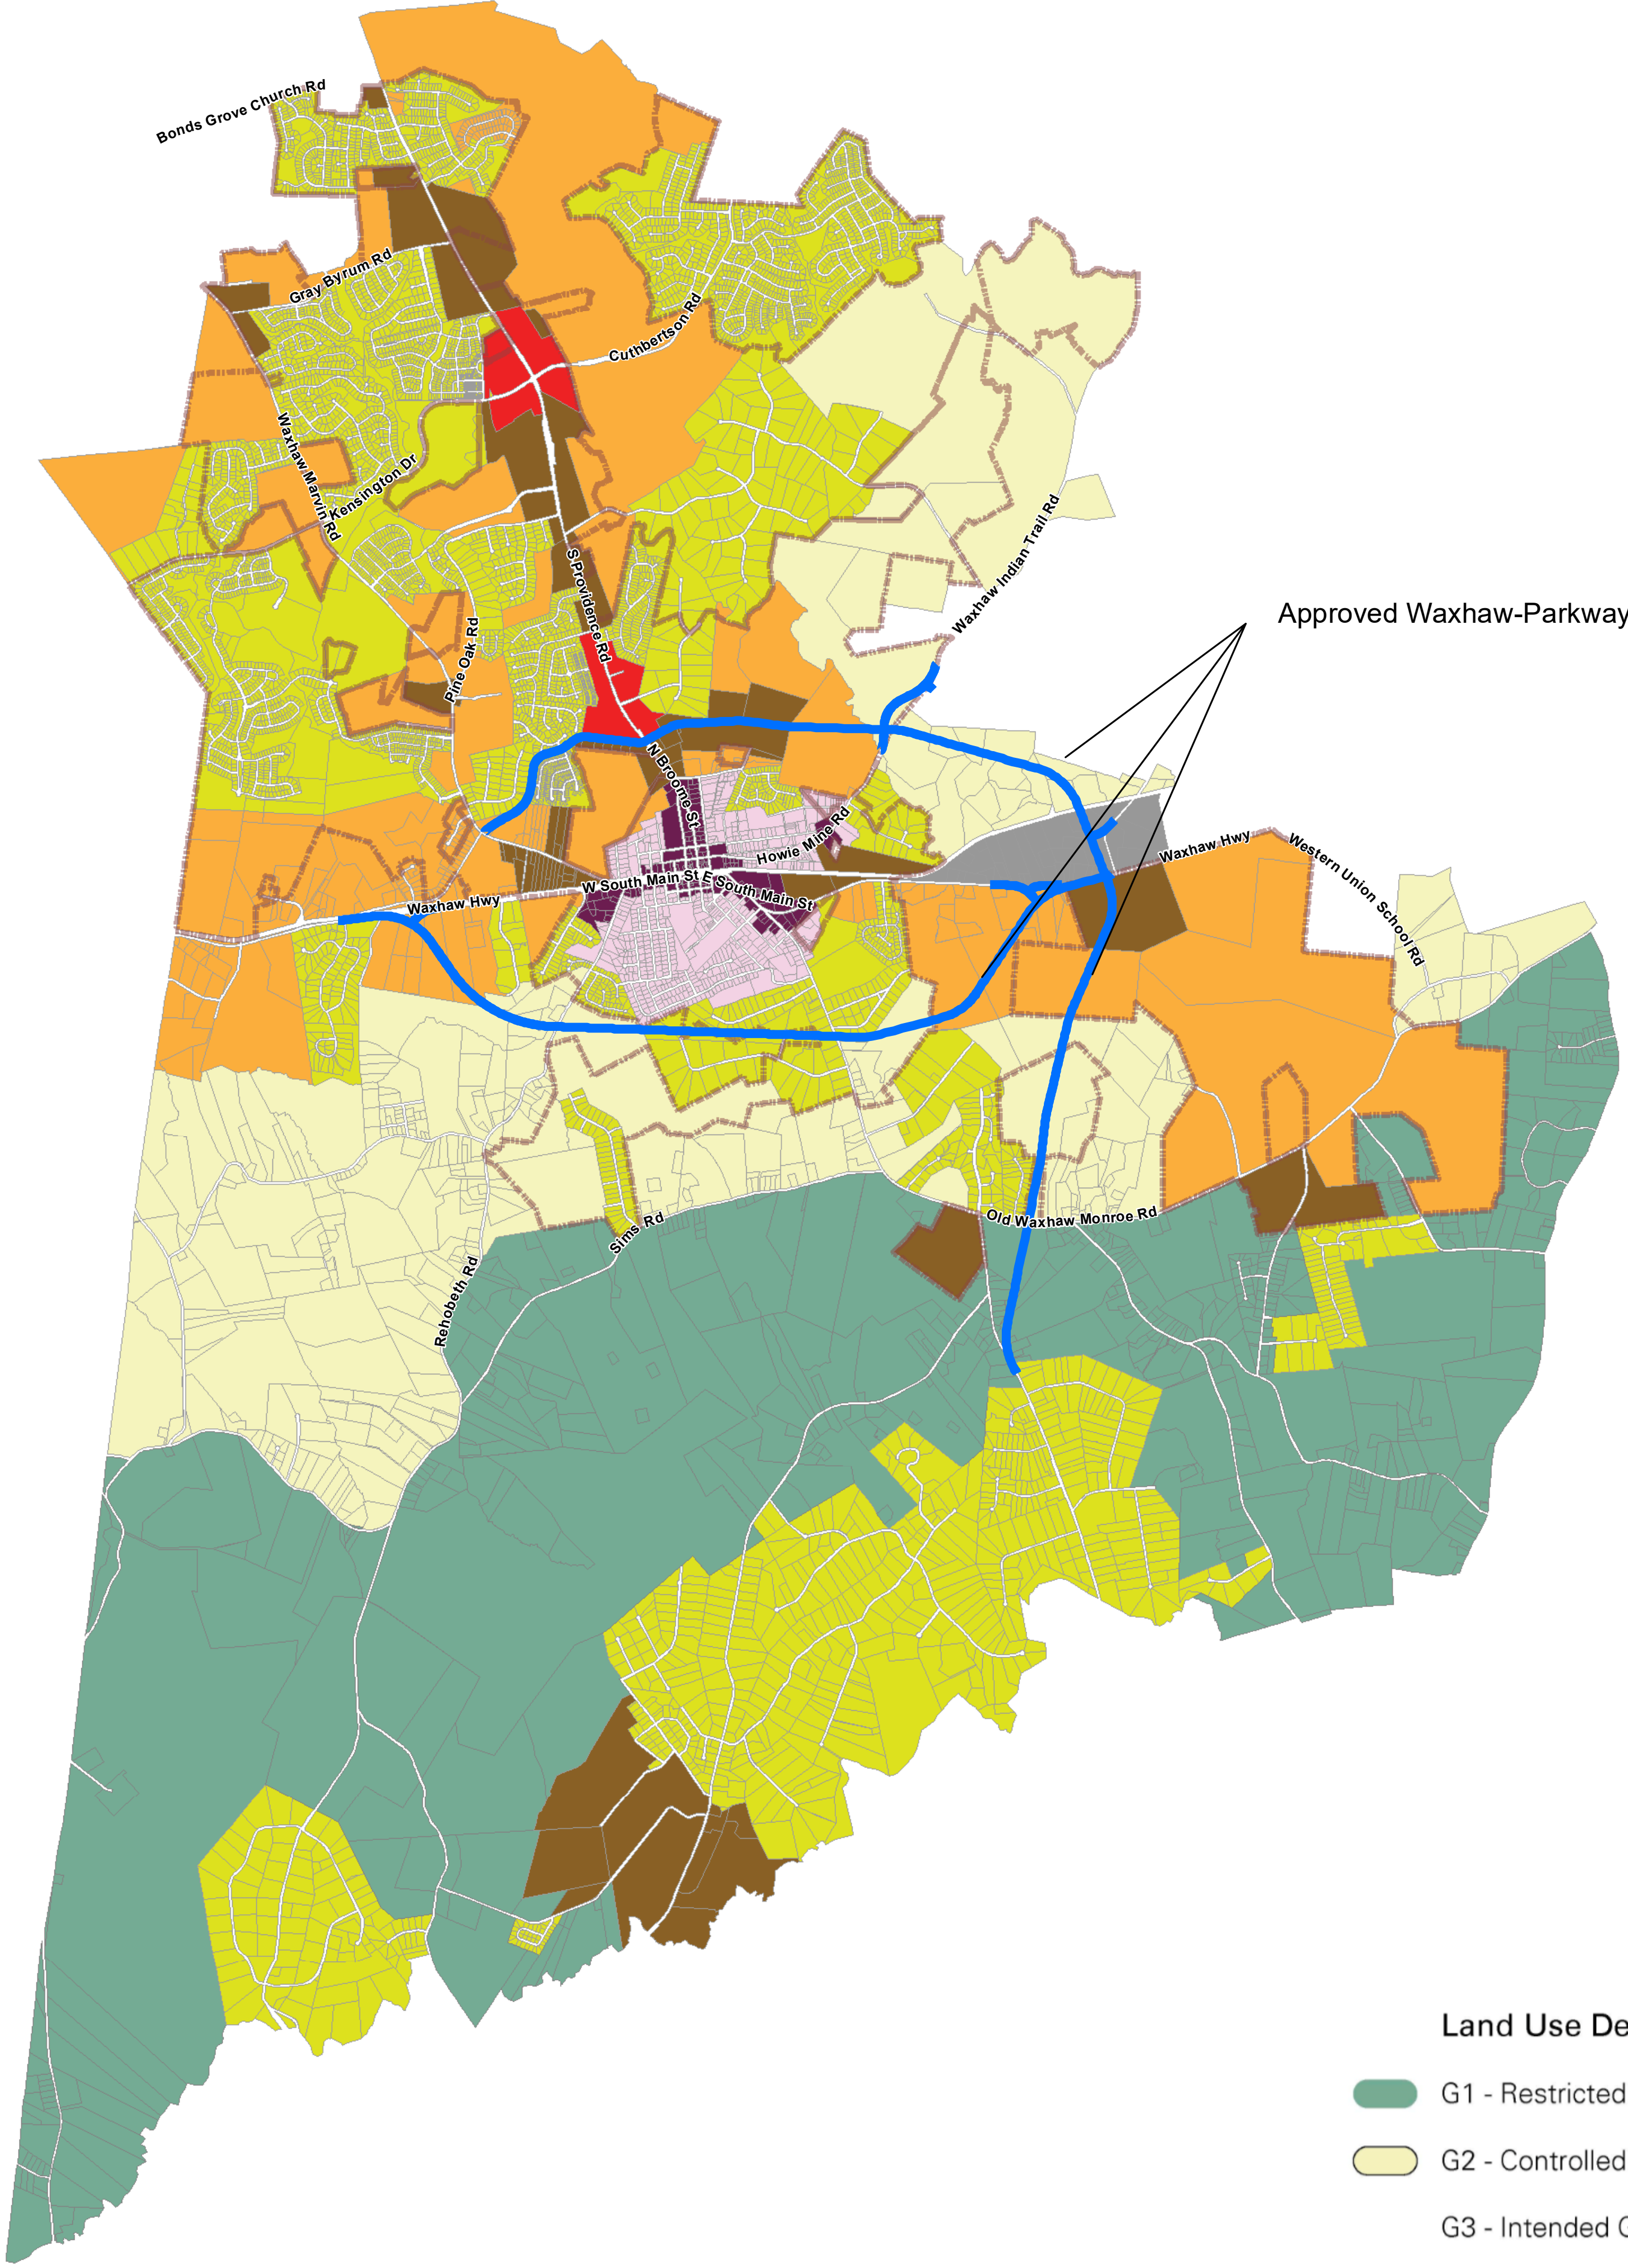 Bonds Grove Church Rd
Gray Byrum Rd
Cuthbertson Rd
Waxhaw Marvin Rd
Kensington Dr
Waxhaw Indian Trail Rd
S Providence Rd
Approved Waxhaw-Parkway
Pine Oak Rd
N Broome St
Howie Mine Rd
Waxhaw Hwy
Western Union School Rd
W South Main St
E South Main St
Waxhaw Hwy
Old Waxhaw Monroe Rd
Sims Rd
Rehobeth Rd
Land Use De
G1 - Restricted
G2 - Controlled
G3 - Intended G